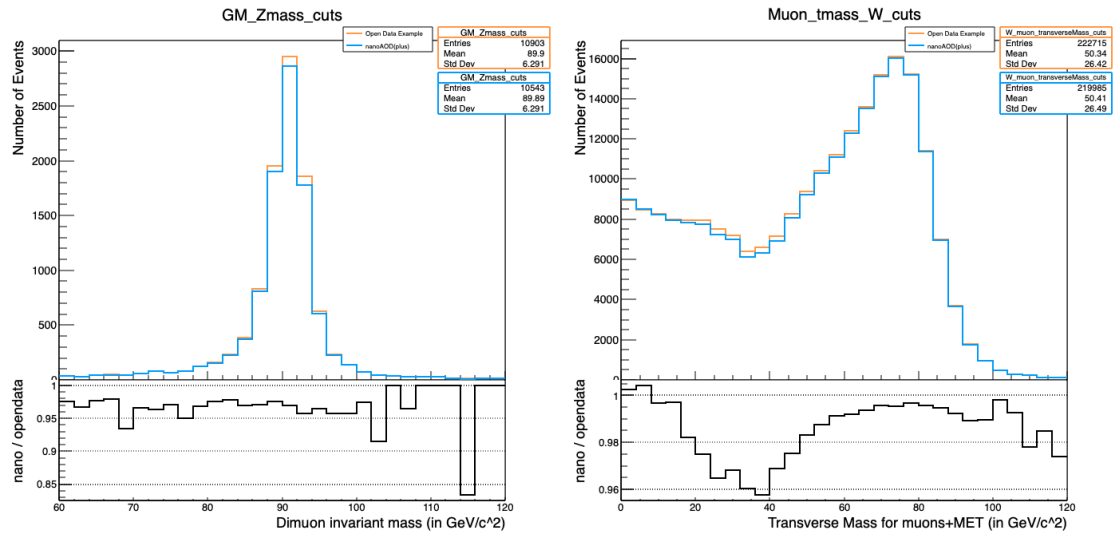 GM_Zmass_cuts
Open Data Example
nanoAOD(plus)
GM_Zmass_cuts
Entries 10903
Mean 89.9
Std Dev 6.291
GM_Zmass_cuts
Entries 10543
Mean 89.89
Std Dev 6.291
Number of Events
3000
2500
2000
1500
1000
500
0
nano / opendata
1
0.95
0.9
0.85
60 70 80 90 100 110 120
Dimuon invariant mass (in GeV/c^2)
Muon_tmass_W_cuts
Open Data Example
nanoAOD(plus)
W_muon_transverseMass_cuts
Entries 222715
Mean 50.34
Std Dev 26.42
W_muon_transverseMass_cuts
Entries 219985
Mean 50.41
Std Dev 26.49
Number of Events
16000
14000
12000
10000
8000
6000
4000
2000
0
nano / opendata
1
0.98
0.96
0 20 40 60 80 100 120
Transverse Mass for muons+MET (in GeV/c^2)